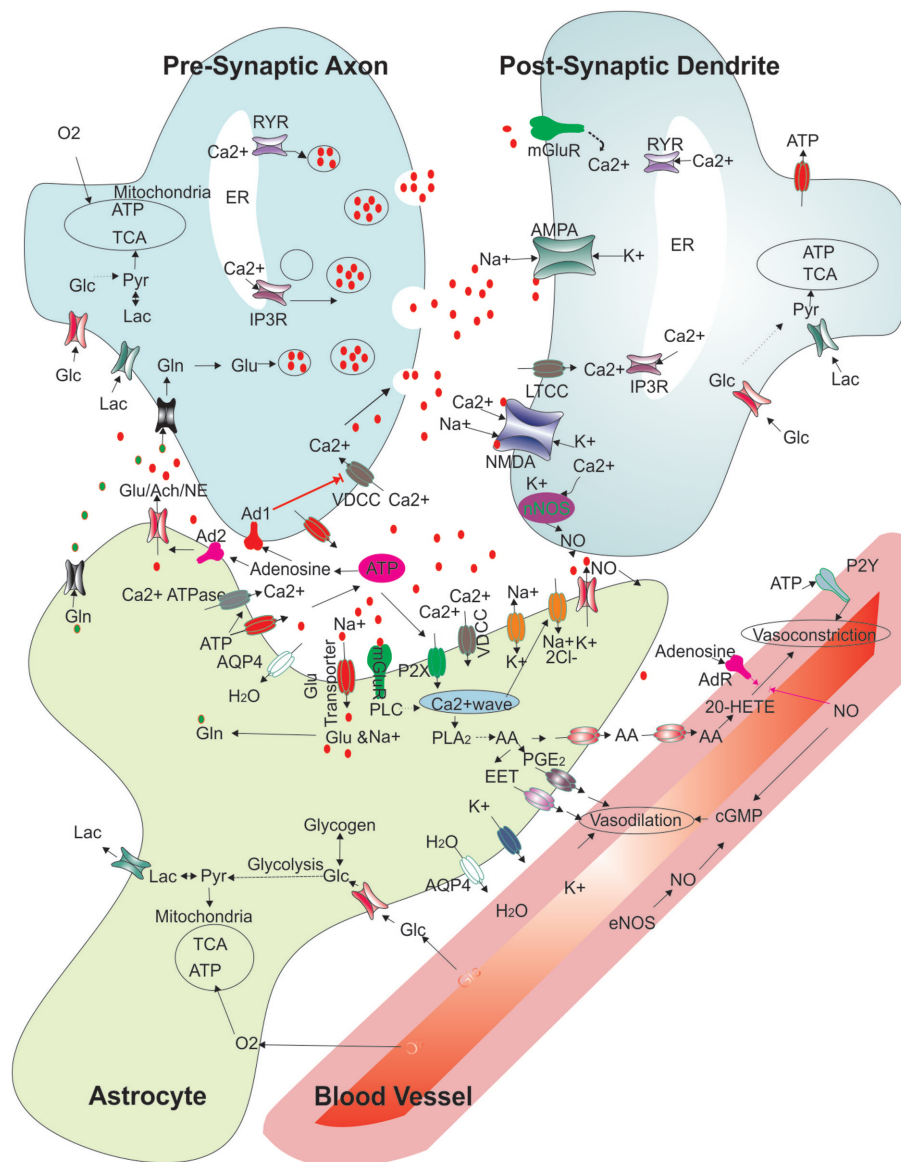 Pre-Synaptic Axon
Post-Synaptic Dendrite
O2
RYR
Ca2+
ER
Mitochondria
ATP
TCA
Glc
Pyr
Lac
Ca2+
IP3R
Glc
Lac
Gln
Glu
Ca2+
VDCC
Ca2+
mGluR
Ca2+
RYR
Ca2+
ATP
AMPA
Na+
K+
ER
ATP
TCA
Pyr
Glc
Lac
Glc
LTCC
Ca2+
IP3R
Ca2+
Ca2+
Na+
NMDA
K+
K+
Ca2+
nNOS
NO
Glu/Ach/NE
Ad2
Ad1
Adenosine
ATP
Gln
Ca2+ ATPase
Ca2+
ATP
AQP4
H2O
Glu
Transporter
Na+
mGluR
PLC
P2X
Ca2+
Ca2+
VDCC
Na+
K+
Na+
2Cl-
K+
NO
Gln
Glu &Na+
Ca2+wave
PLA2
AA
AA
AA
EET
PGE2
ATP
P2Y
Vasoconstriction
Adenosine
AdR
20-HETE
NO
Vasodilation
cGMP
NO
eNOS
K+
K+
H2O
AQP4
H2O
Lac
Lac
Pyr
Glycolysis
Glycogen
Glc
Glc
Mitochondria
TCA
ATP
O2
Astrocyte
Blood Vessel